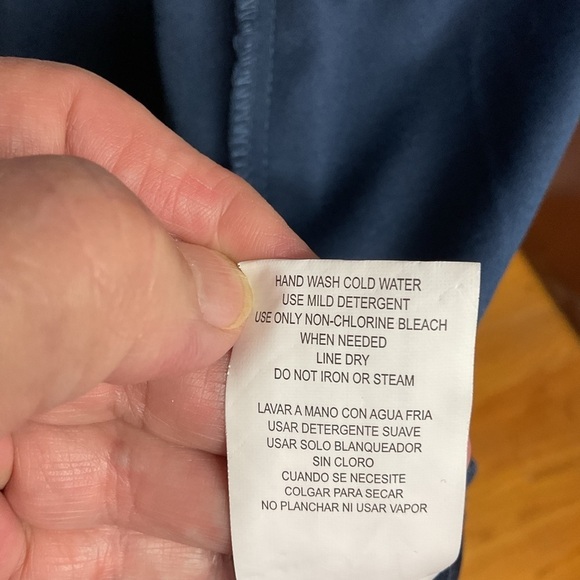 HAND WASH COLD WATER
USE MILD DETERGENT
USE ONLY NON-CHLORINE BLEACH
WHEN NEEDED
LINE DRY
DO NOT IRON OR STEAM
LAVAR A MANO CON AGUA FRIA
USAR DETERGENTE SUAVE
USAR SOLO BLANQUEADOR
SIN CLORO
CUANDO SE NECESITE
COLGAR PARA SECAR
NO PLANCHAR NI USAR VAPOR